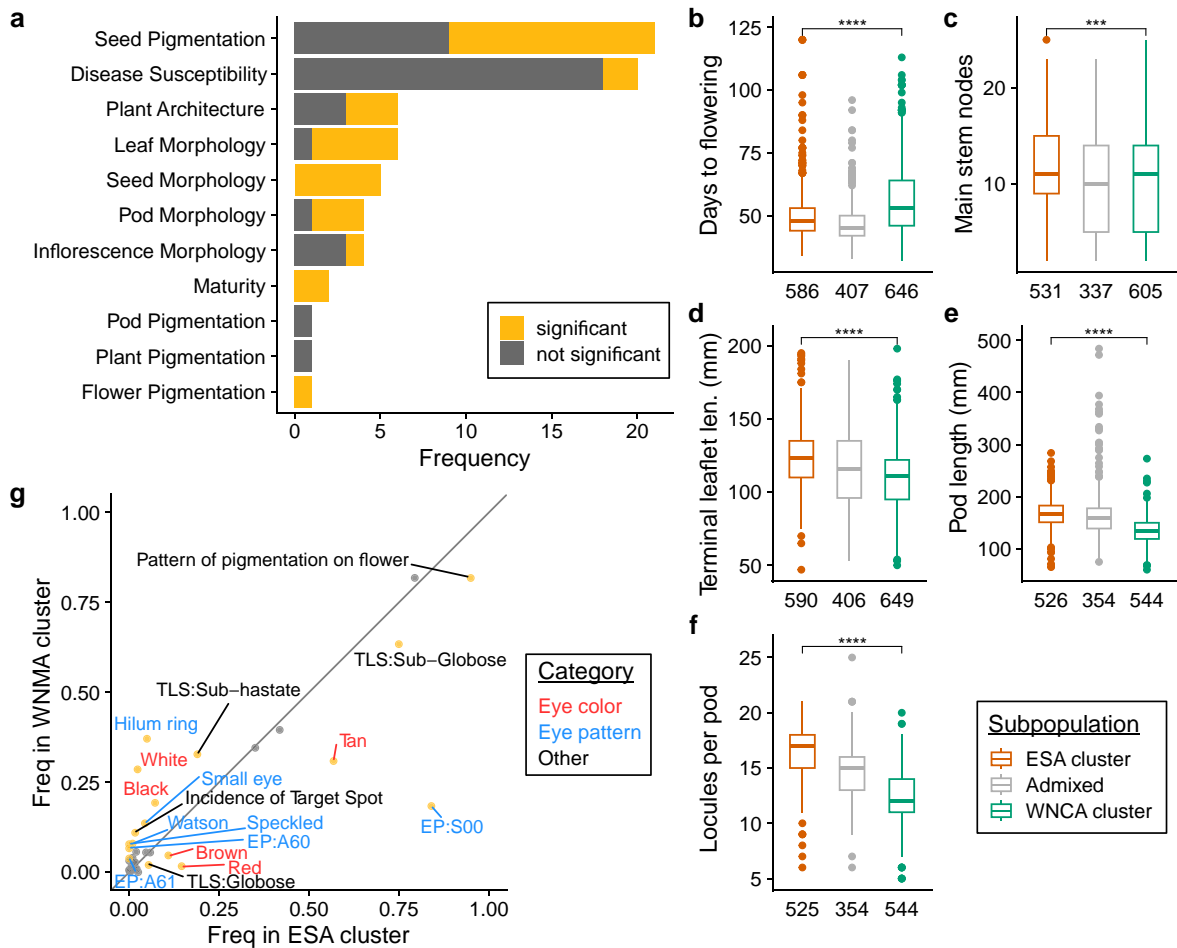 a
Seed Pigmentation
Disease Susceptibility
Plant Architecture
Leaf Morphology
Seed Morphology
Pod Morphology
Inflorescence Morphology
Maturity
Pod Pigmentation
Plant Pigmentation
Flower Pigmentation
significant
not significant
0 5 10 15 20
Frequency
b
****
Days to flowering
125
100
75
50
586 407 646
c
***
Main stem nodes
20
10
531 337 605
d
****
Terminal leaflet len. (mm)
200
150
100
50
590 406 649
e
****
Pod length (mm)
500
400
300
200
100
526 354 544
f
****
Locules per pod
25
20
15
10
5
525 354 544
Subpopulation
ESA cluster
Admixed
WNCA cluster
g
Freq in WNMA cluster
1.00
0.75
0.50
0.25
0.00
Pattern of pigmentation on flower
TLS:Sub-Globose
TLS:Sub-hastate
Hilum ring
White
Tan
Black
Small eye
Incidence of Target Spot
Watson
Speckled
EP:S00
EP:A60
Brown
Red
EP:A61
TLS:Globose
0.00 0.25 0.50 0.75 1.00
Freq in ESA cluster
Category
Eye color
Eye pattern
Other